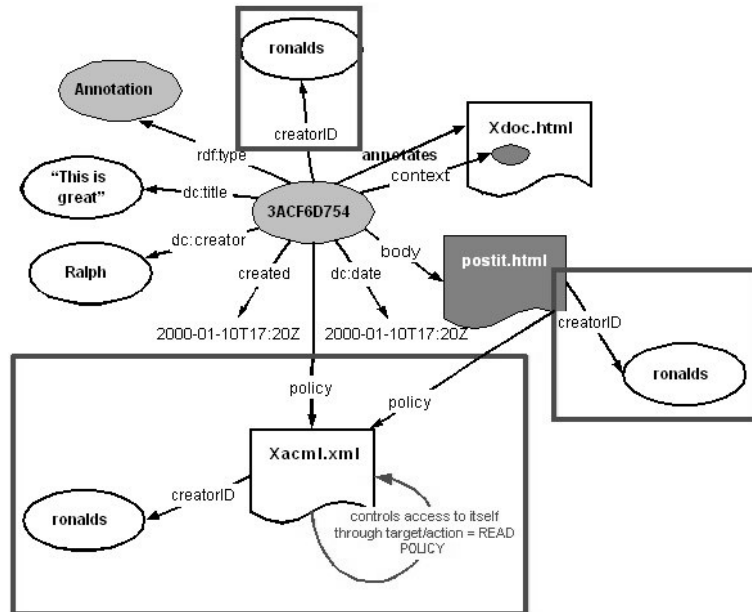 ronalds
Annotation
creatorID
Xdoc.html
rdf:type
annotates
context
“This is
great”
dc:title
3ACF6D754
dc:creator
body
postit.html
Ralph
created
dc:date
creatorID
2000-01-10T17:20Z
2000-01-10T17:20Z
ronalds
policy
policy
Xacml.xml
creatorID
ronalds
controls access to itself
through target/action = READ
POLICY